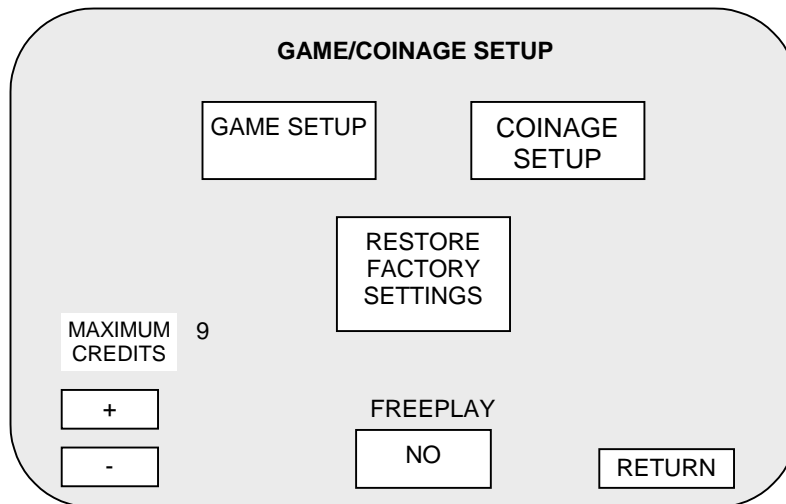 GAME/COINAGE SETUP
GAME SETUP
COINAGE
SETUP
RESTORE
FACTORY
SETTINGS
MAXIMUM 9
CREDITS
+
FREEPLAY
-
NO
RETURN